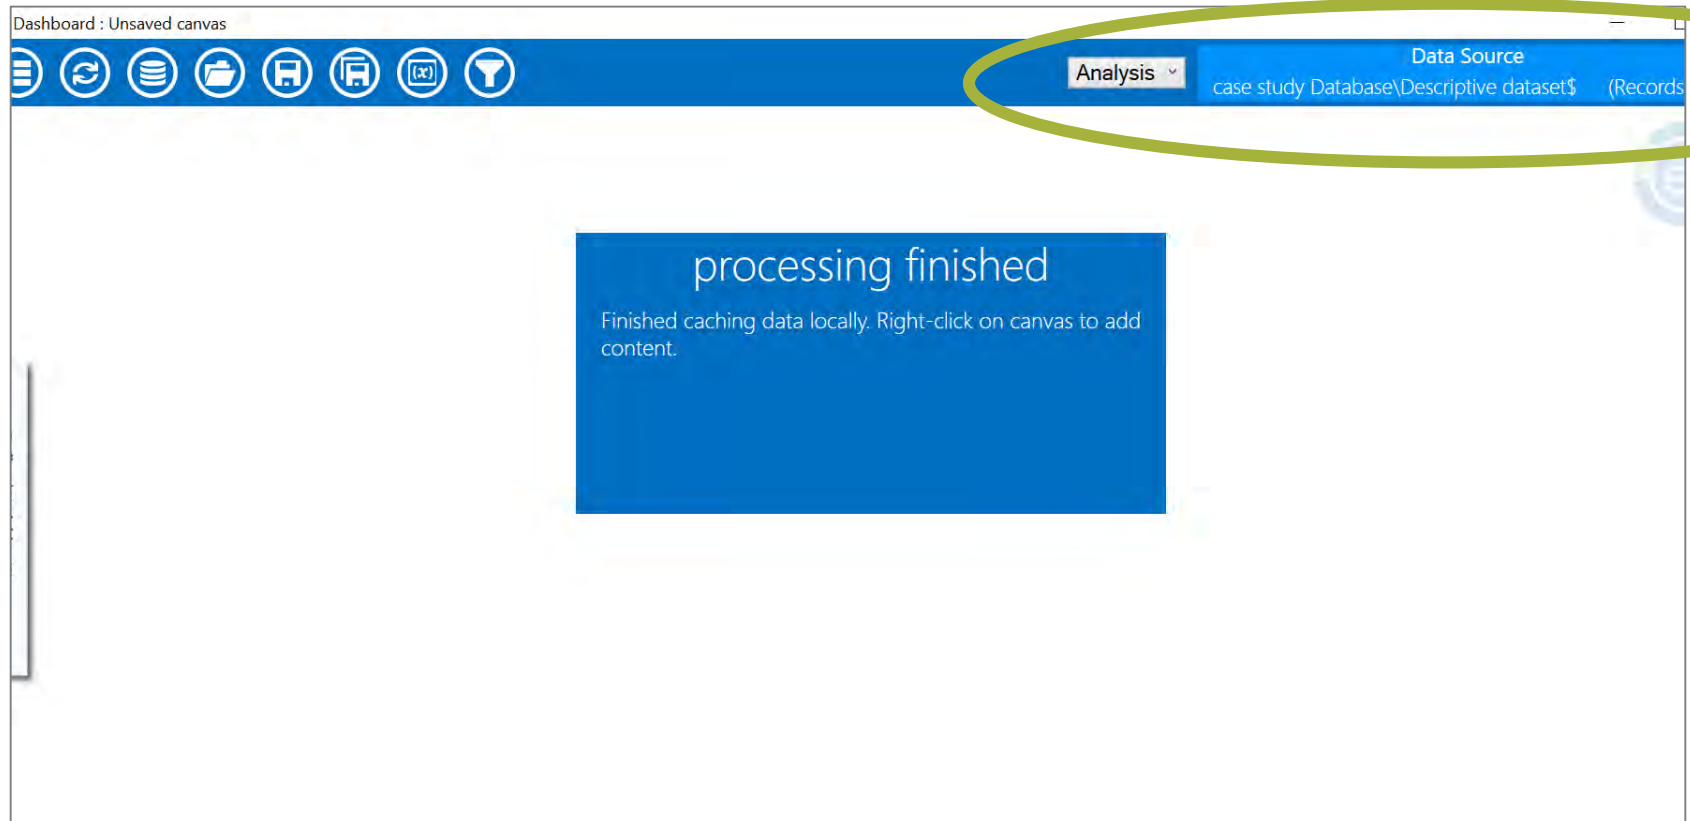 Dashboard : Unsaved canvas
(x)
Analysis
Data Source
case study Database\Descriptive dataset$ (Records
processing finished
Finished caching data locally. Right-click on canvas to add
content.